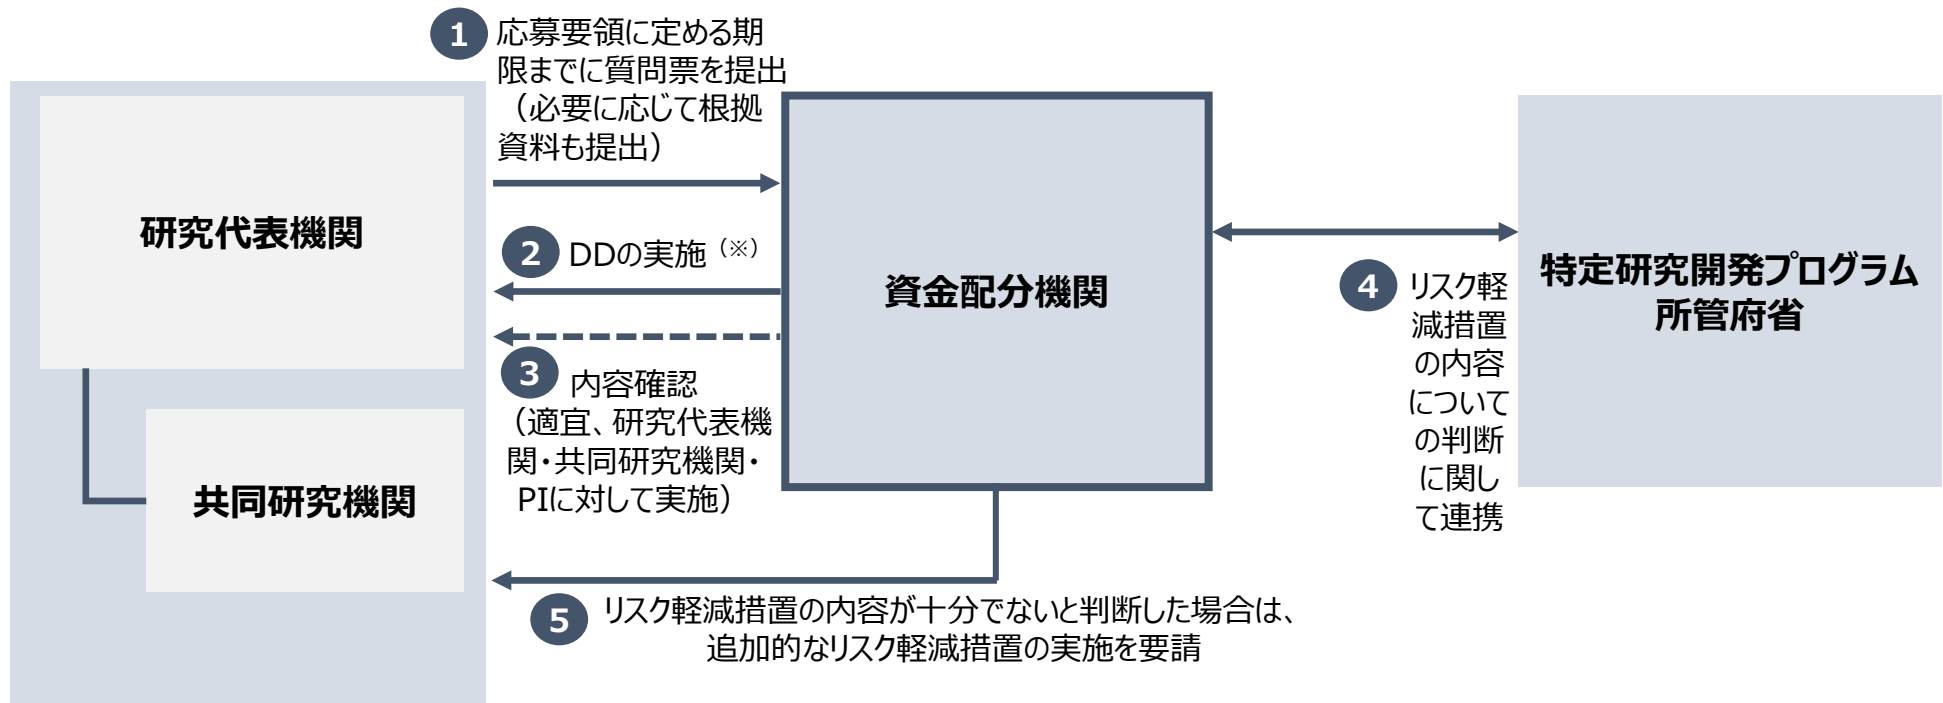 1
応募要領に定める期
限までに質問票を提出
（必要に応じて根拠
資料も提出）
研究代表機関
2
DDの実施（※）
3
内容確認
（適宜、研究代表機
関・共同研究機関・
PIに対して実施）
共同研究機関
資金配分機関
4
リスク軽
減措置
の内容
について
の判断
に関し
て連携
特定研究開発プログラム
所管府省
5
リスク軽減措置の内容が十分でないと判断した場合は、
追加的なリスク軽減措置の実施を要請